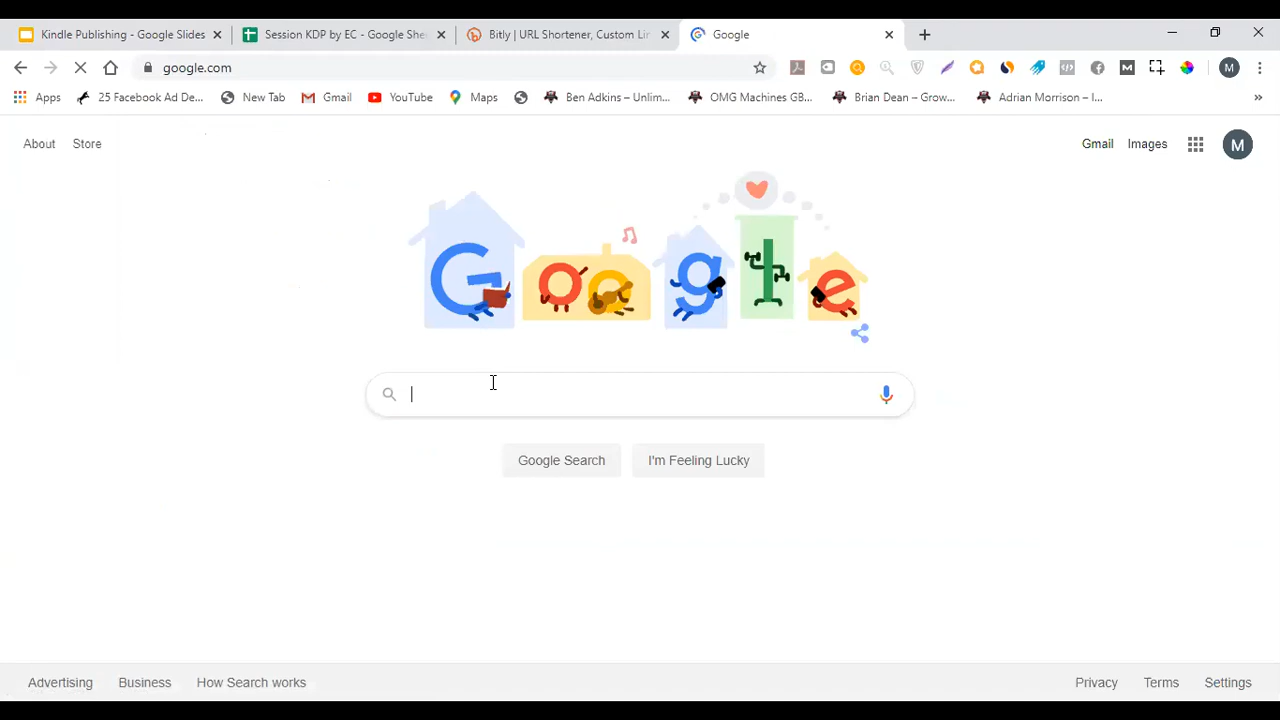 Kindle Publishing - Google Slides
Session KDP by EC - Google She
Bitly | URL Shortener, Custom Lin
Google
google.com
M
Apps
25 Facebook Ad De...
New Tab
Gmail
YouTube
Maps
Ben Adkins – Unlim...
OMG Machines GB...
Brian Dean – Grow...
Adrian Morrison – I...
About
Store
Gmail
Images
M
Google
Google Search
I'm Feeling Lucky
Advertising
Business
How Search works
Privacy
Terms
Settings